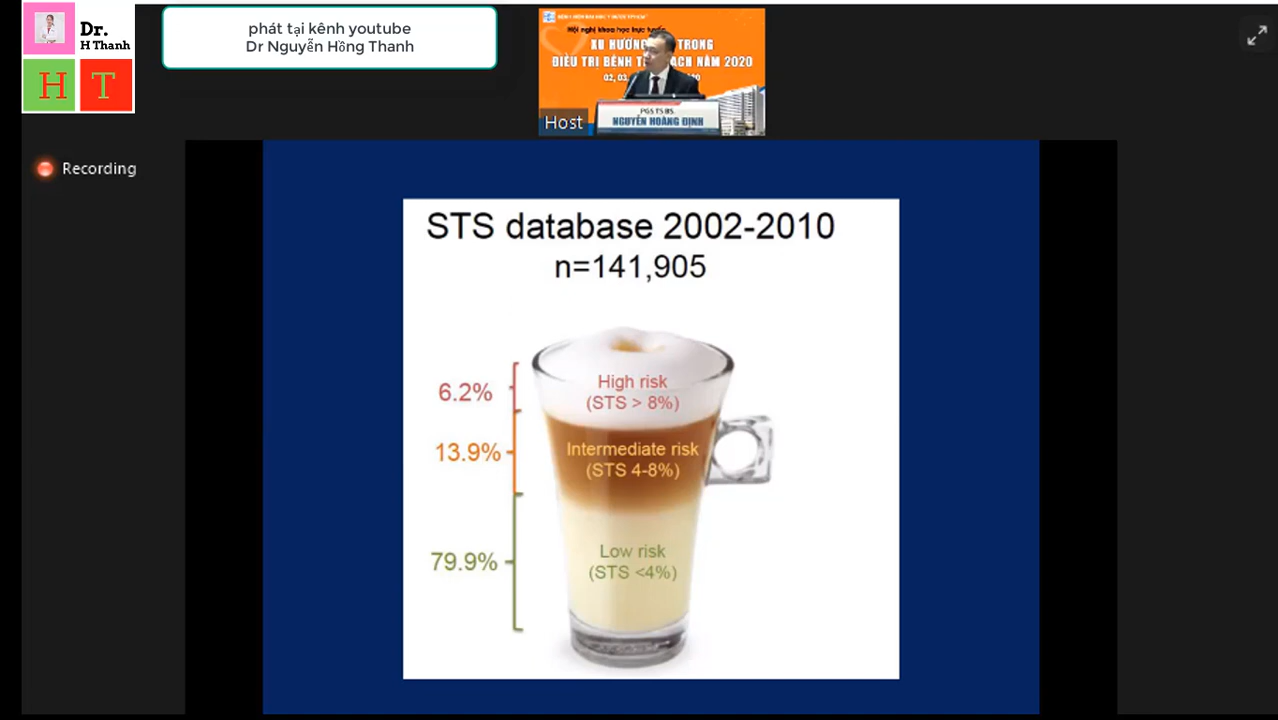 Dr.
H Thanh
H T
phát tại kênh youtube
Dr Nguyễn Hồng Thanh
Hội nghị khoa học trực tuyến
XU HƯỚNG TRONG
ĐIỀU TRỊ BỆNH ẠCH NĂM 2020
02, 03,
PGS.TS.BS.
NGUYỄN HOÀNG ĐỊNH
Host
Recording
STS database 2002-2010
n=141,905
6.2%
High risk
(STS > 8%)
13.9%
Intermediate risk
(STS 4-8%)
79.9%
Low risk
(STS <4%)